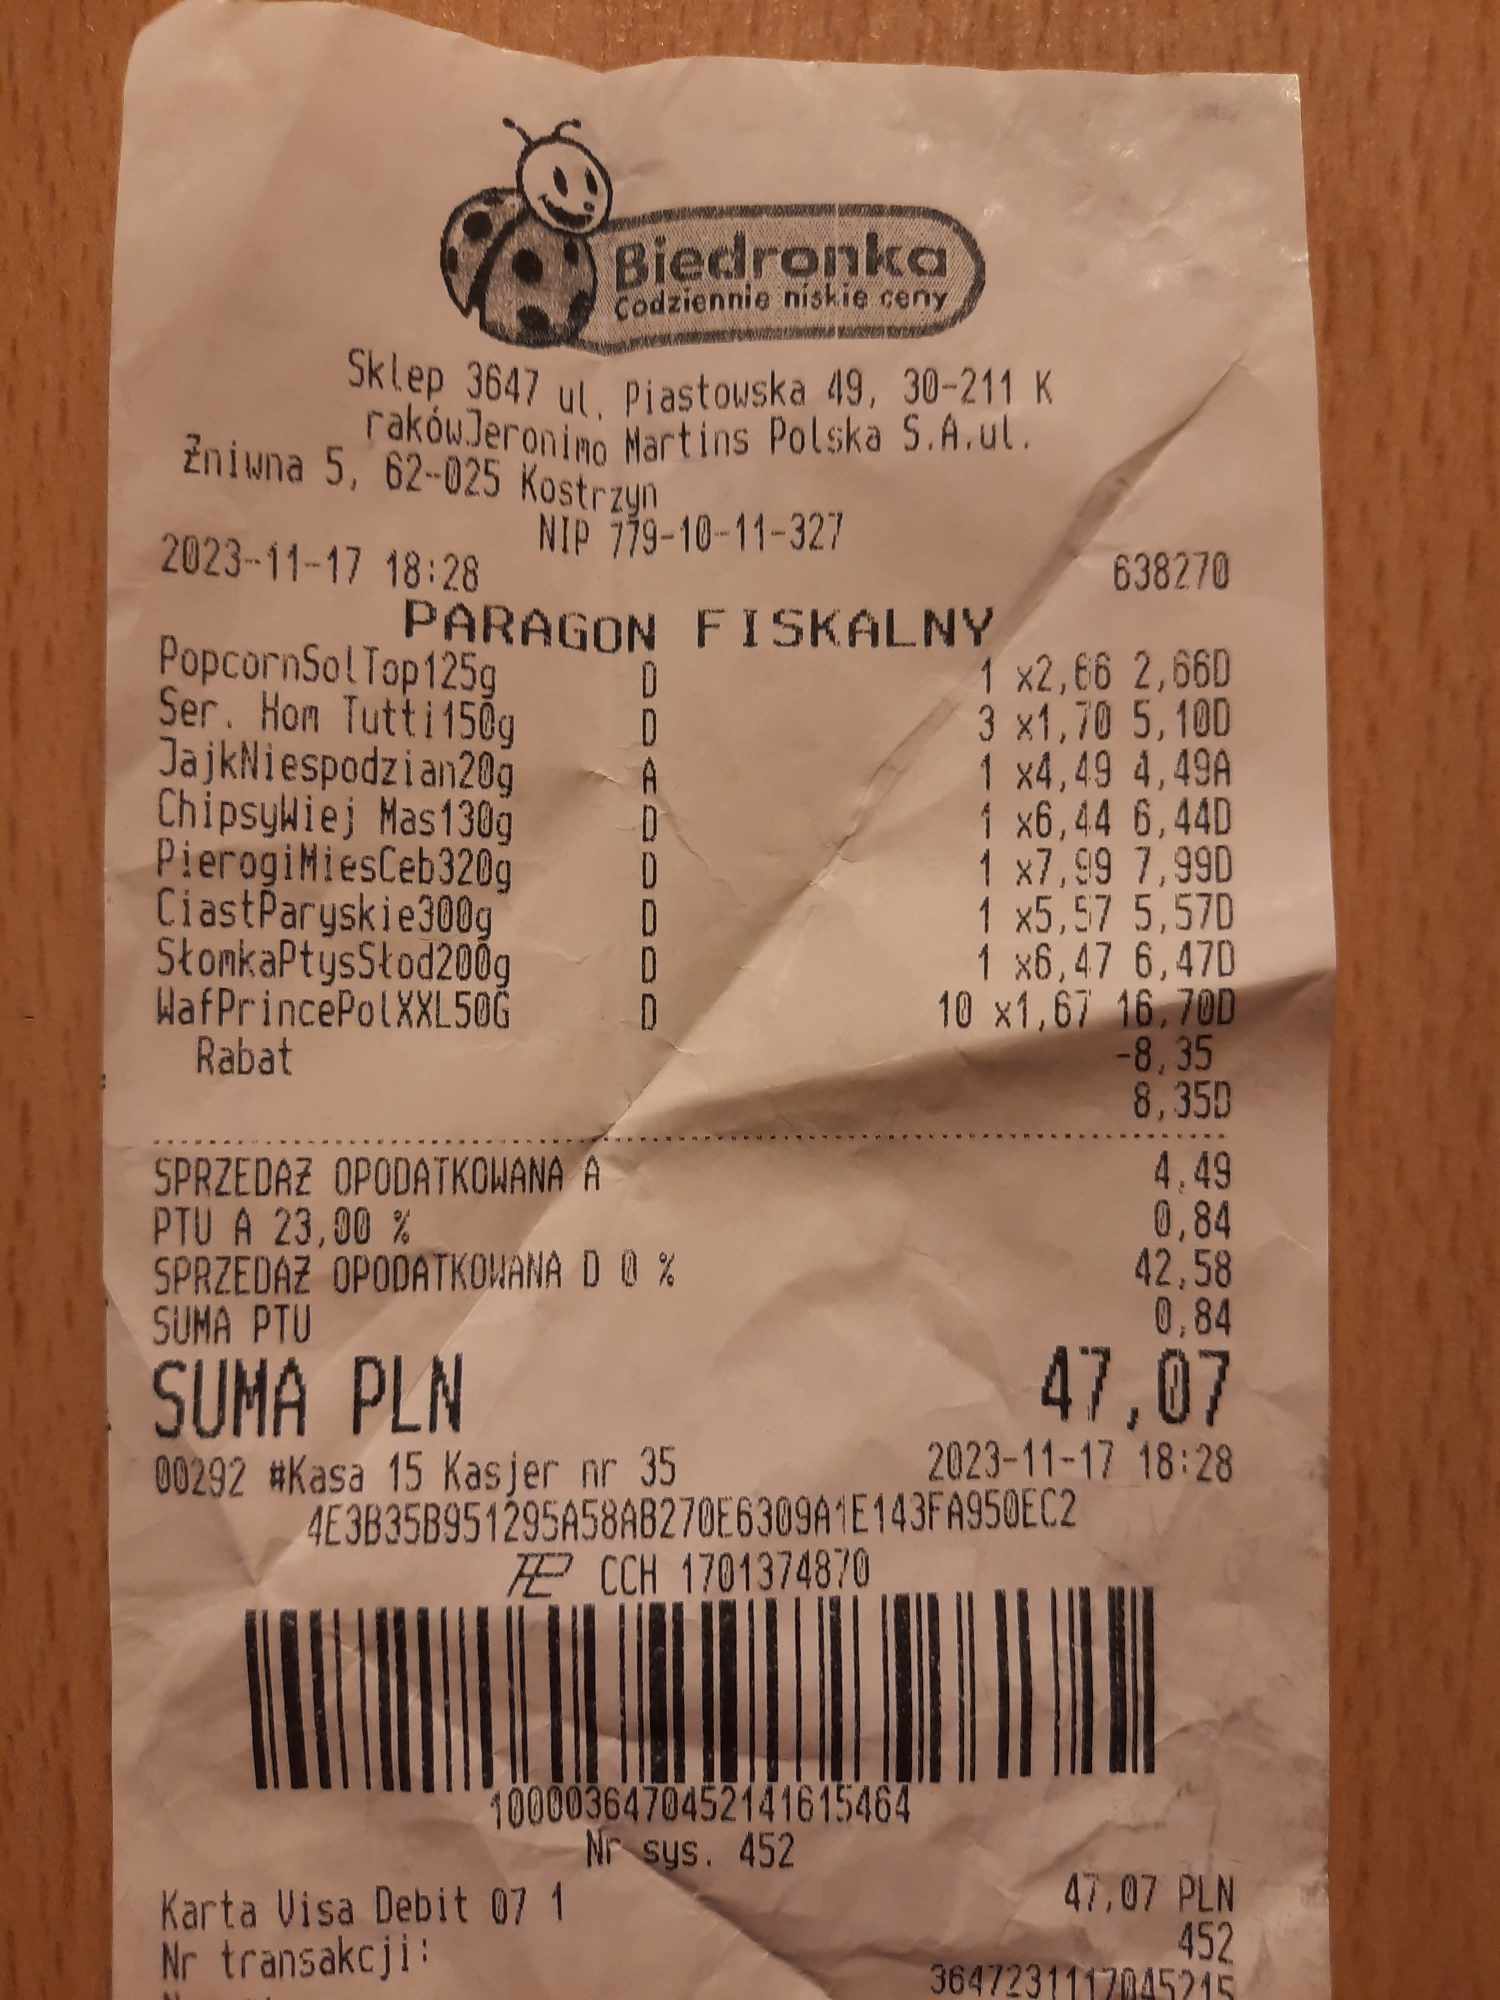 Biedronka
Codziennie niskie ceny
Sklep 3647 ul. Piastowska 49, 30-211 K
rakówJeronimo Martins Polska S.A.ul.
Żniwna 5, 62-025 Kostrzyn
NIP 779-10-11-327
2023-11-17 18:28 638270
PARAGON FISKALNY
PopcornSolTop125g D 1 x2,66 2,66D
Ser. Hom Tutti150g D 3 x1,70 5,10D
JajkNiespodzian20g A 1 x4,49 4,49A
ChipsyWiej Mas130g D 1 x6,44 6,44D
PierogiMiesCeb320g D 1 x7,99 7,99D
CiastParyskie300g D 1 x5,57 5,57D
SłomkaPtysSłod200g D 1 x6,47 6,47D
WafPrincePolXXL50G D 10 x1,67 16,70D
Rabat -8,35
8,35D
SPRZEDAŻ OPODATKOWANA A 4,49
PTU A 23,00 % 0,84
SPRZEDAŻ OPODATKOWANA D 0 % 42,58
SUMA PTU 0,84
SUMA PLN 47,07
00292 #Kasa 15 Kasjer nr 35 2023-11-17 18:28
4E3B35B951295A58AB270E6309A1E143FA950EC2
CCH 1701374870
1000036470452141615464
Nr sys. 452
Karta Visa Debit 07 1 47,07 PLN
Nr transakcji: 452
3647231117045215